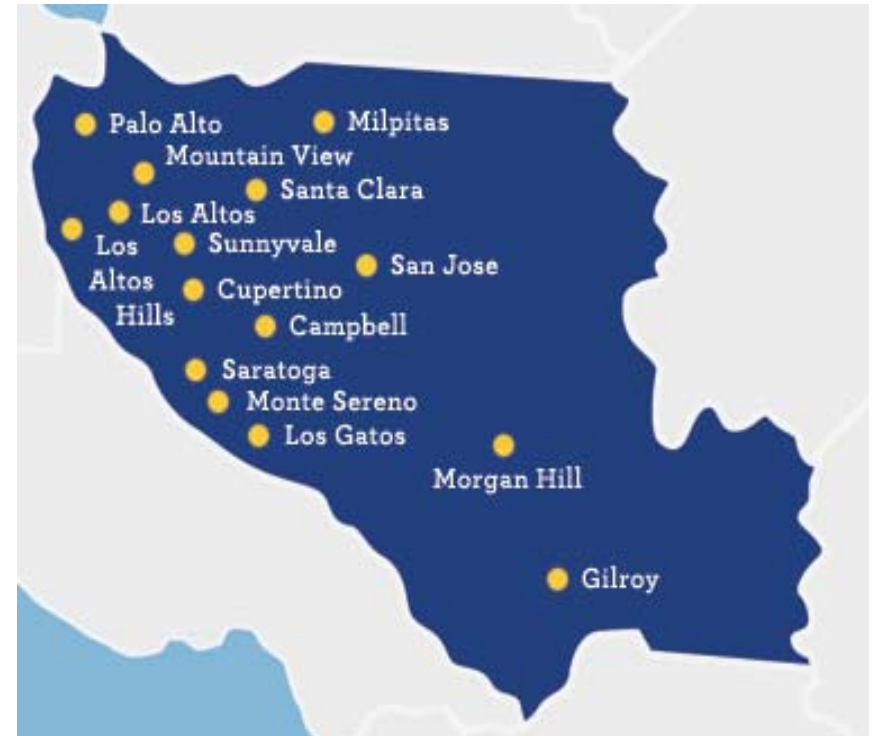 Palo Alto
Milpitas
Mountain View
Santa Clara
Los Altos
Los
Altos
Hills
Sunnyvale
San Jose
Cupertino
Campbell
Saratoga
Monte Sereno
Los Gatos
Morgan Hill
Gilroy